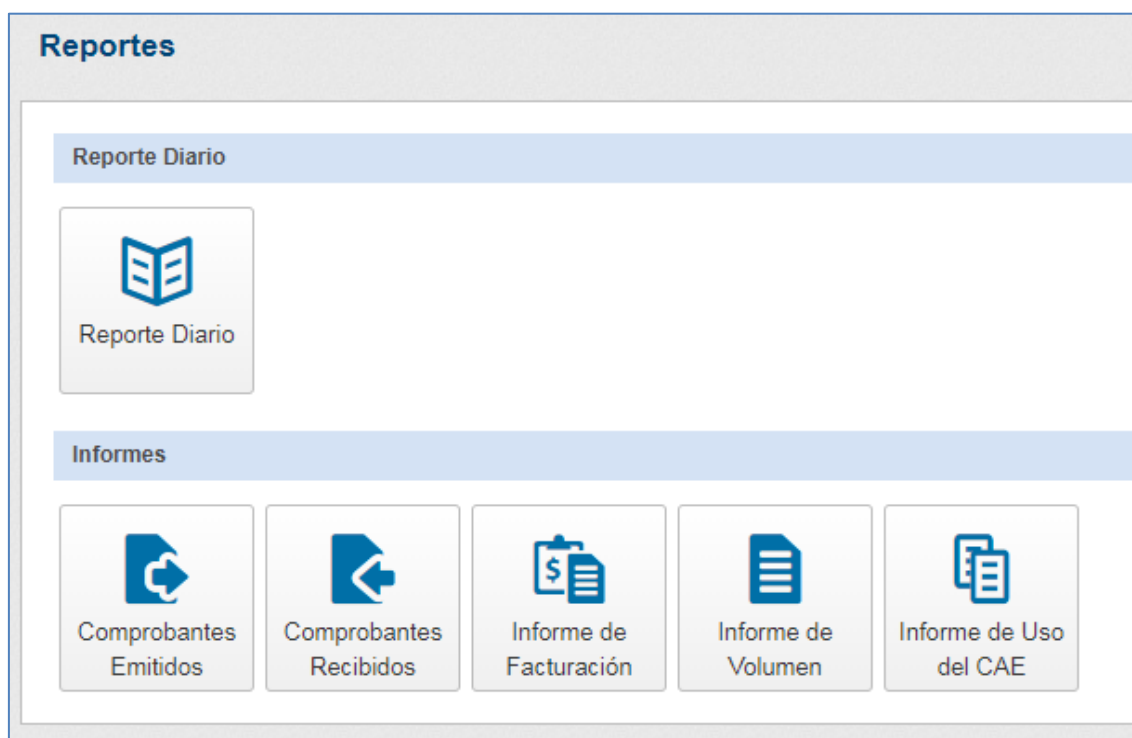 Reportes
Reporte Diario
Reporte Diario
Informes
Comprobantes
Emitidos
Comprobantes
Recibidos
$
Informe de
Facturación
Informe de
Volumen
Informe de Uso
del CAE